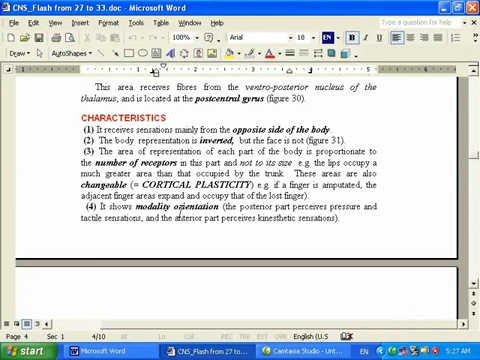 CNS_Flash from 27 to 33.doc - Microsoft Word
File Edit View Insert Format Tools Table Window Help
Type a question for help
100%
Arial
18
Draw
AutoShapes
This area receives fibres from the ventro-posterior nucleus of the
thalamus, and is located at the postcentral gyrus (figure 30).
CHARACTERISTICS
(1) It receives sensations mainly from the opposite side of the body.
(2) The body representation is inverted, but the face is not (figure 31).
(3) The area of representation of each part of the body is proportionate to
the number of receptors in this part and not to its size e.g. the lips occupy
a much greater area than that occupied by the trunk. These areas are also
changeable (= CORTICAL PLASTICITY) e.g. if a finger is amputated, the
adjacent finger areas expand and occupy that of the lost finger).
(4) It shows modality orientation (the posterior part perceives pressure and
tactile sensations, and the anterior part perceives kinesthetic sensations).
Page 4 Sec 1 4/10 At Ln Col REC TRK EXT OVR English (U.S
start Microsoft Word CNS_Flash from 27 to... Camtasia Studio - Unt... EN 5:27 AM